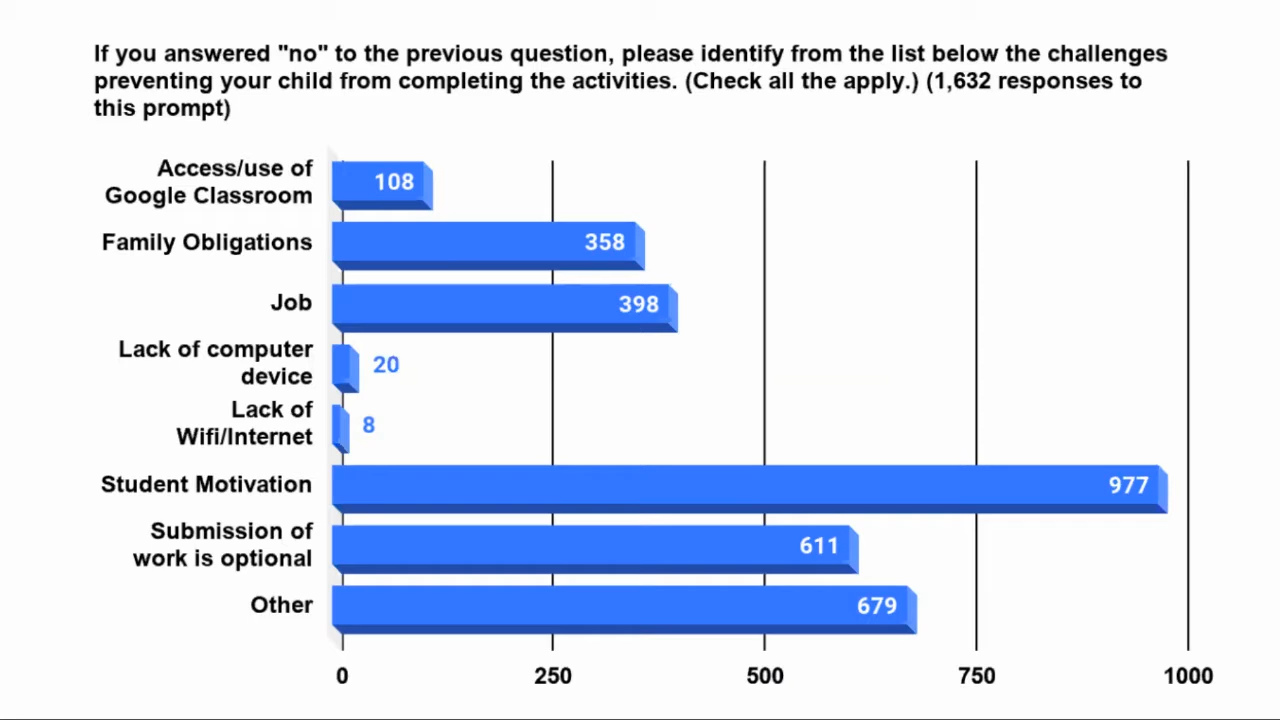 If you answered "no" to the previous question, please identify from the list below the challenges
preventing your child from completing the activities. (Check all the apply.) (1,632 responses to
this prompt)
Access/use of
Google Classroom
108
Family Obligations
358
Job
398
Lack of computer
device
20
Lack of
Wifi/Internet
8
Student Motivation
977
Submission of
work is optional
611
Other
679
0 250 500 750 1000